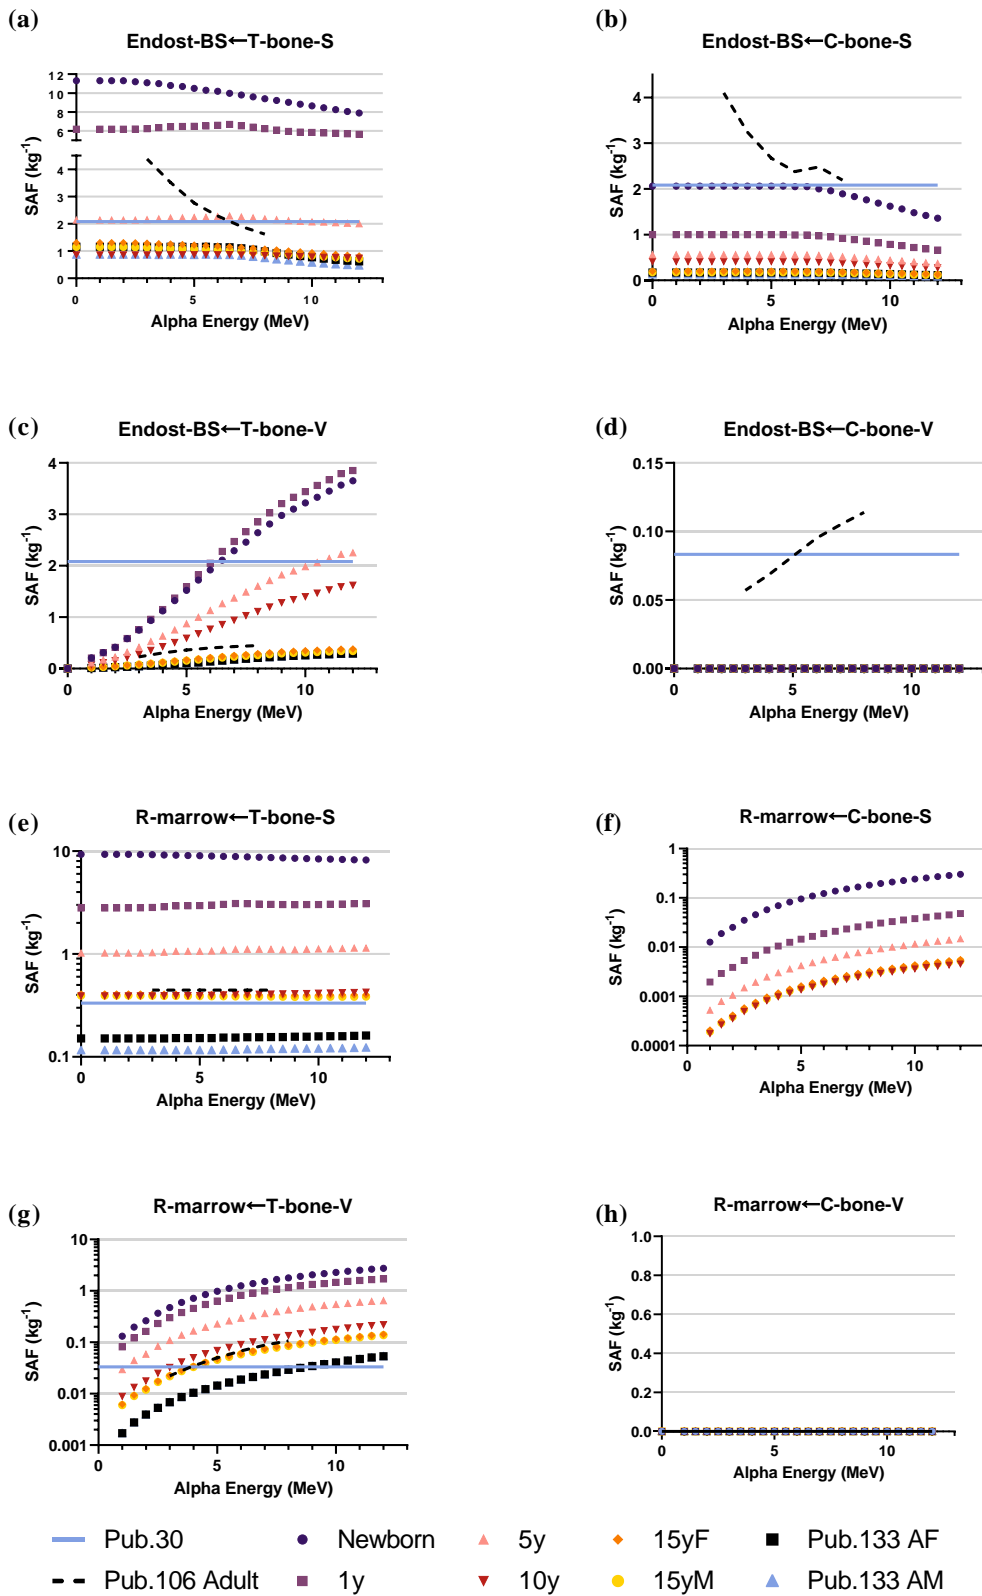 (a)
Endost-BS←T-bone-S
12
10
8
6
4
3
2
1
0
SAF (kg⁻¹)
0
5
10
Alpha Energy (MeV)
(b)
Endost-BS←C-bone-S
4
3
2
1
0
SAF (kg⁻¹)
0
5
10
Alpha Energy (MeV)
(c)
Endost-BS←T-bone-V
4
3
2
1
0
SAF (kg⁻¹)
0
5
10
Alpha Energy (MeV)
(d)
Endost-BS←C-bone-V
0.15
0.10
0.05
0.00
SAF (kg⁻¹)
0
5
10
Alpha Energy (MeV)
(e)
R-marrow←T-bone-S
10
1
0.1
SAF (kg⁻¹)
0
5
10
Alpha Energy (MeV)
(f)
R-marrow←C-bone-S
1
0.1
0.01
0.001
0.0001
SAF (kg⁻¹)
0
5
10
Alpha Energy (MeV)
(g)
R-marrow←T-bone-V
10
1
0.1
0.01
0.001
SAF (kg⁻¹)
0
5
10
Alpha Energy (MeV)
(h)
R-marrow←C-bone-V
1.0
0.8
0.6
0.4
0.2
0.0
SAF (kg⁻¹)
0
5
10
Alpha Energy (MeV)
Pub.30
Newborn
5y
15yF
Pub.133 AF
Pub.106 Adult
1y
10y
15yM
Pub.133 AM